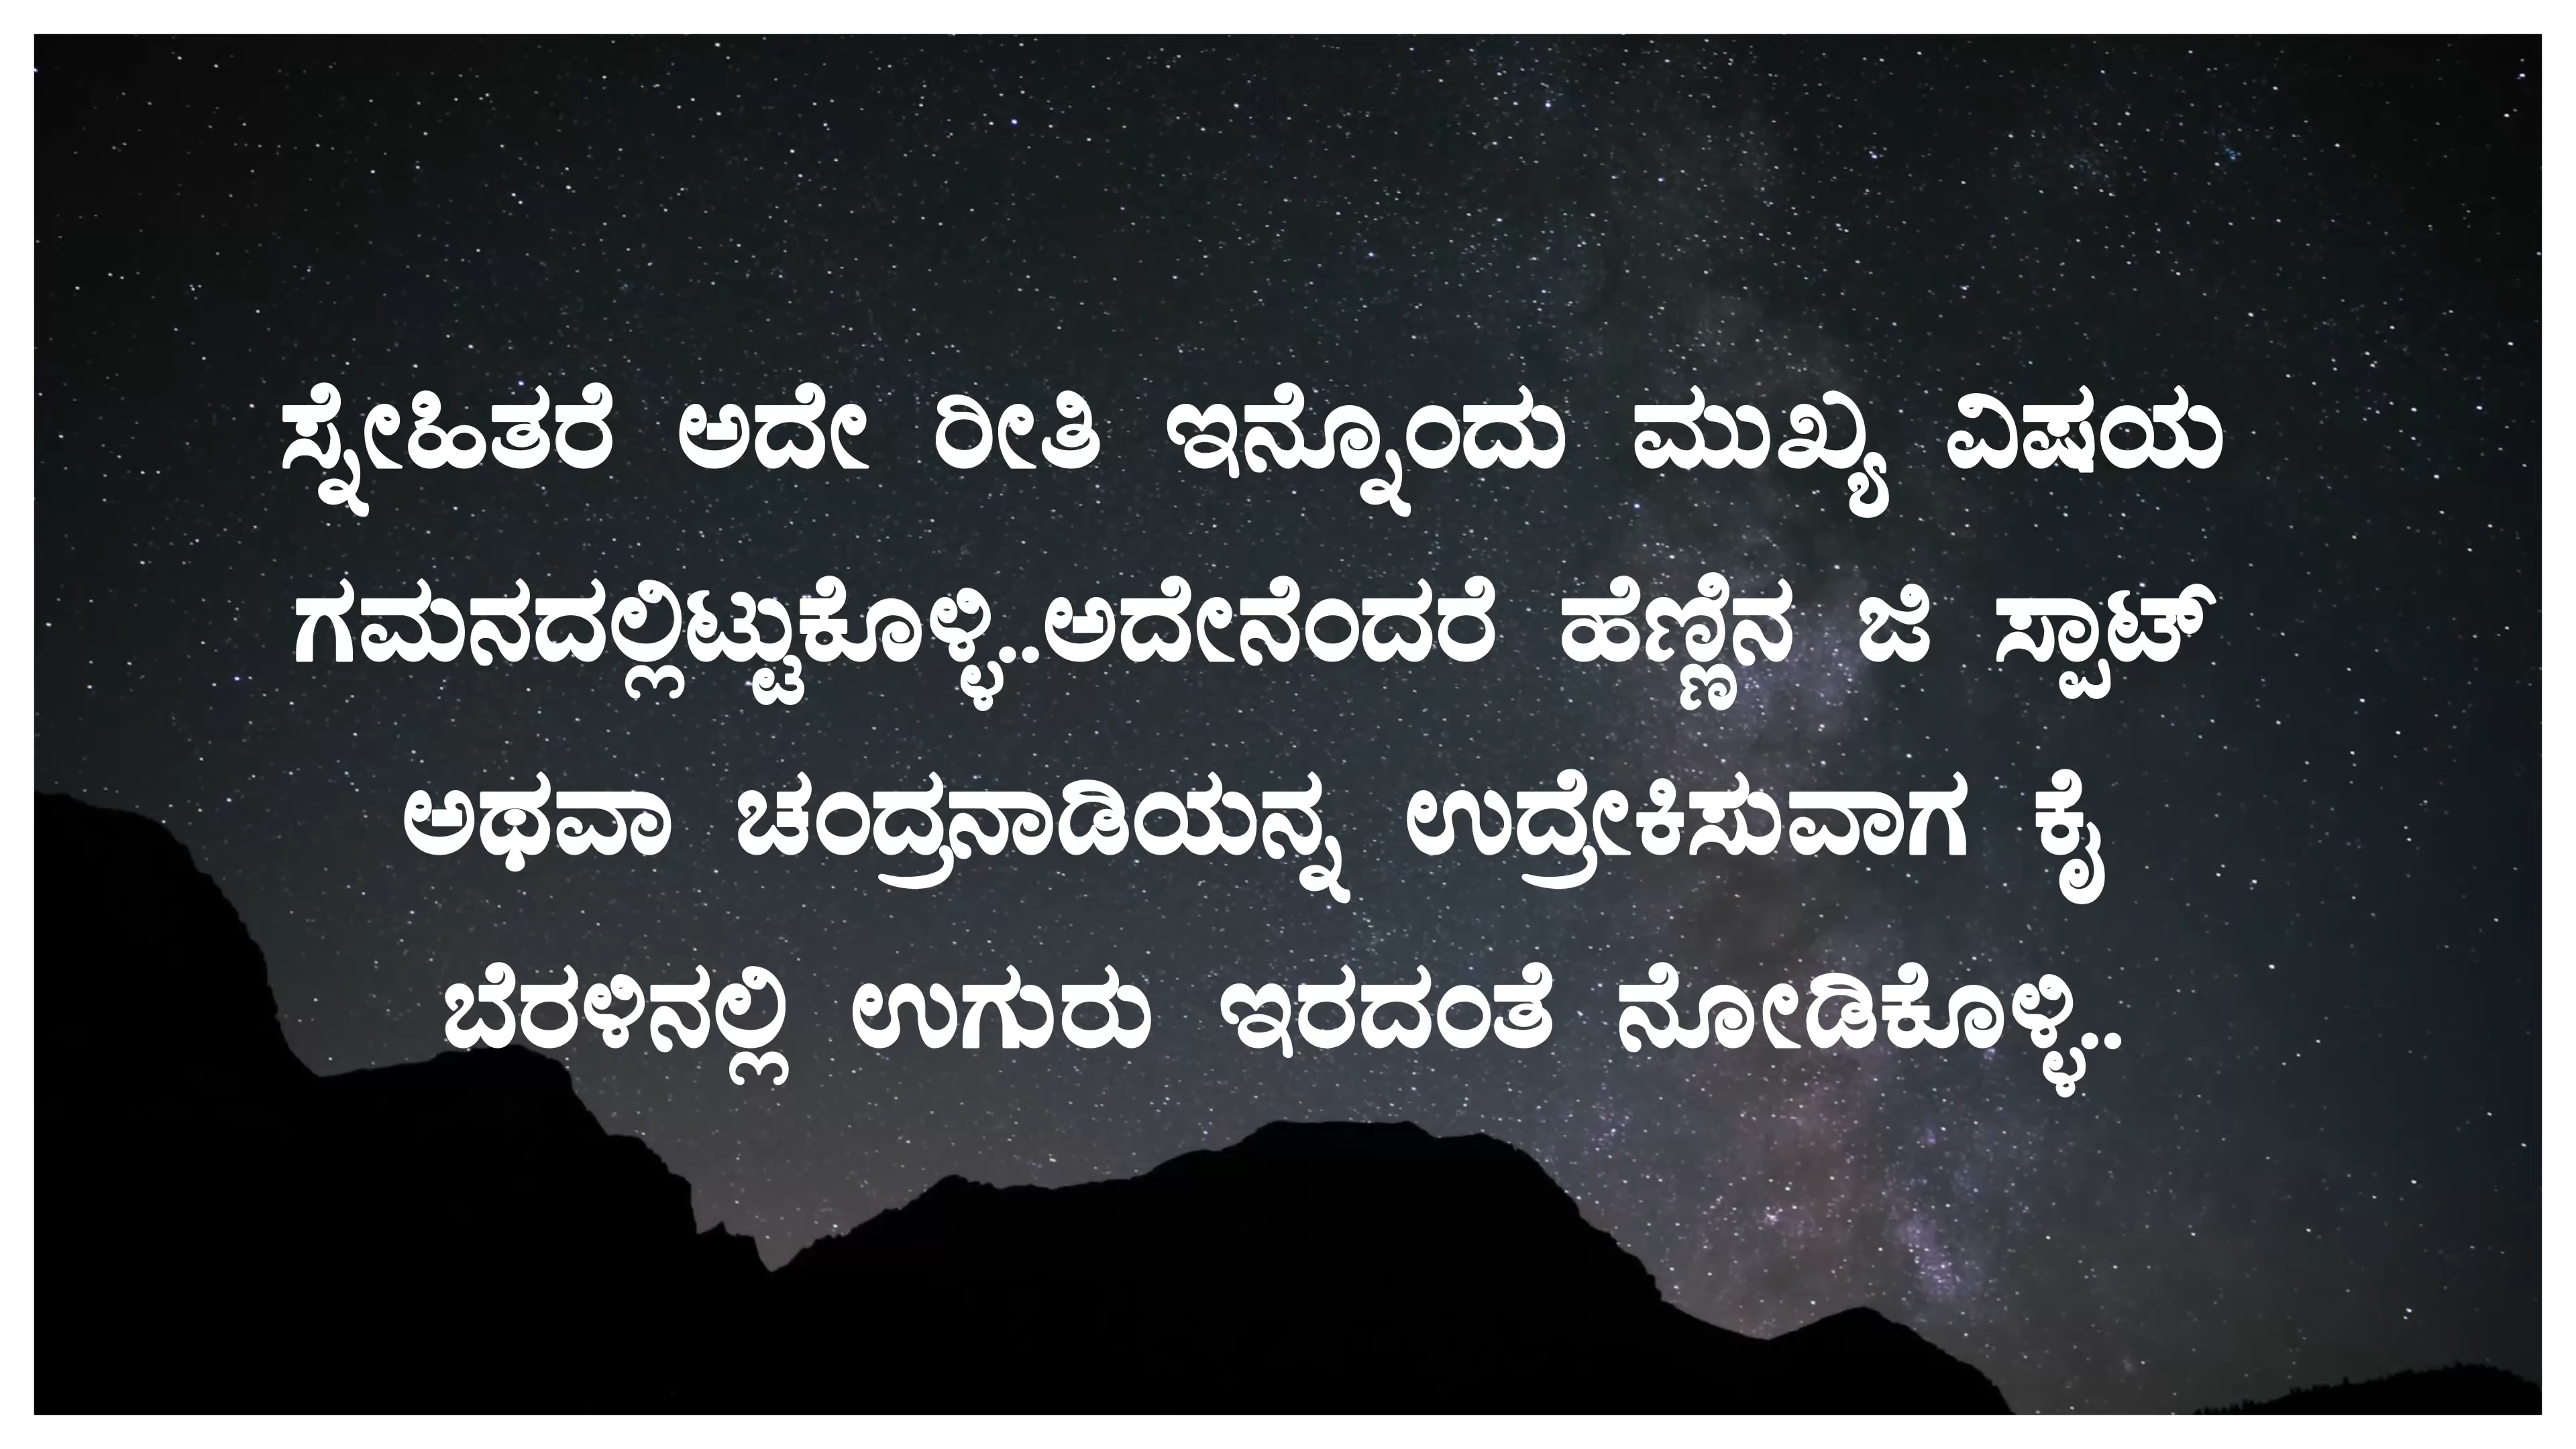 ಸ್ನೇಹಿತರೆ ಅದೇ ರೀತಿ ಇನ್ನೊಂದು ಮುಖ್ಯ ವಿಷಯ
ಗಮನದಲ್ಲಿಟ್ಟುಕೊಳ್ಳಿ..ಅದೇನೆಂದರೆ ಹೆಣ್ಣಿನ ಜಿ ಸ್ಪಾಟ್
ಅಥವಾ ಚಂದ್ರನಾಡಿಯನ್ನ ಉದ್ರೇಕಿಸುವಾಗ ಕೈ
ಬೆರಳಿನಲ್ಲಿ ಉಗುರು ಇರದಂತೆ ನೋಡಿಕೊಳ್ಳಿ..